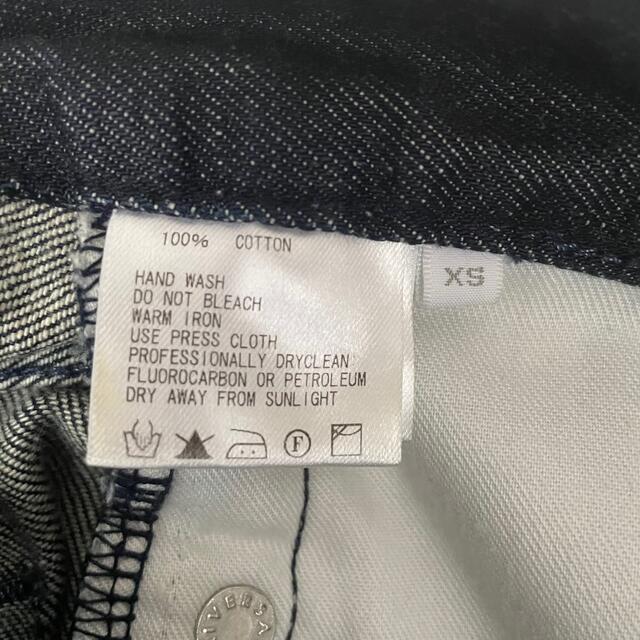 100% COTTON
HAND WASH
DO NOT BLEACH
WARM IRON
USE PRESS CLOTH
PROFESSIONALLY DRYCLEAN
FLUOROCARBON OR PETROLEUM
DRY AWAY FROM SUNLIGHT
F
XS